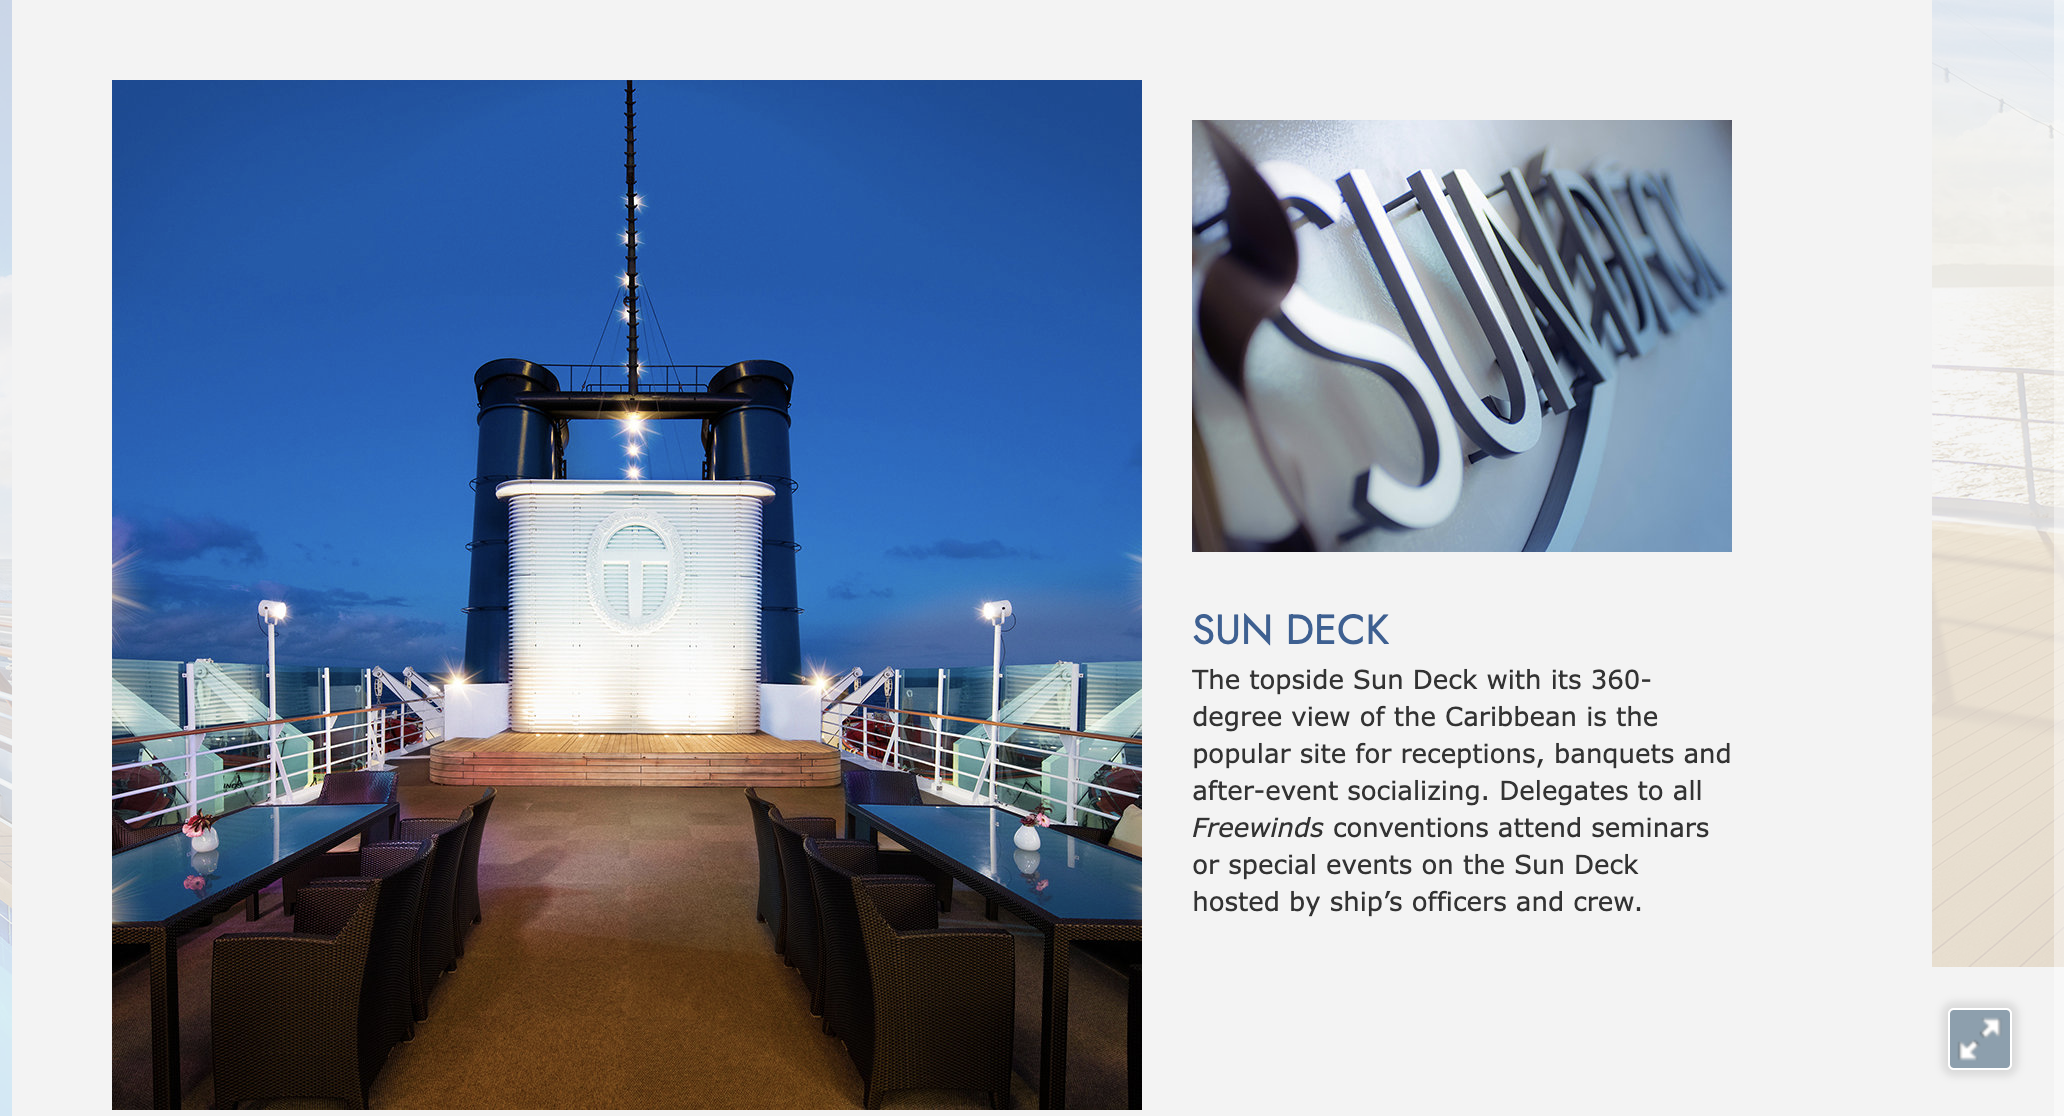 SUN DECK
SUN DECK
The topside Sun Deck with its 360-
degree view of the Caribbean is the
popular site for receptions, banquets and
after-event socializing. Delegates to all
Freewinds conventions attend seminars
or special events on the Sun Deck
hosted by ship’s officers and crew.